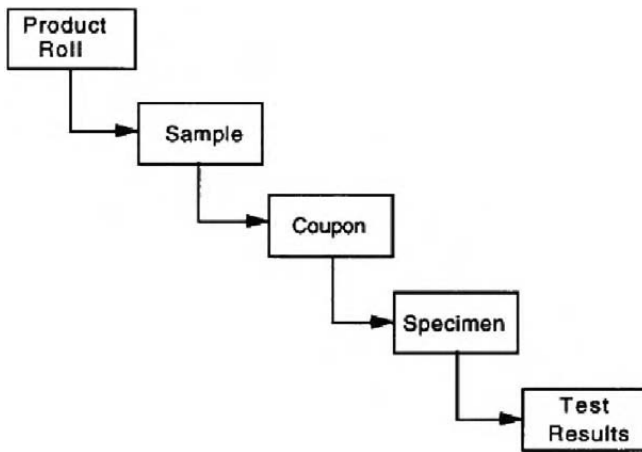 Product
Roll
Sample
Coupon
Specimen
Test
Results